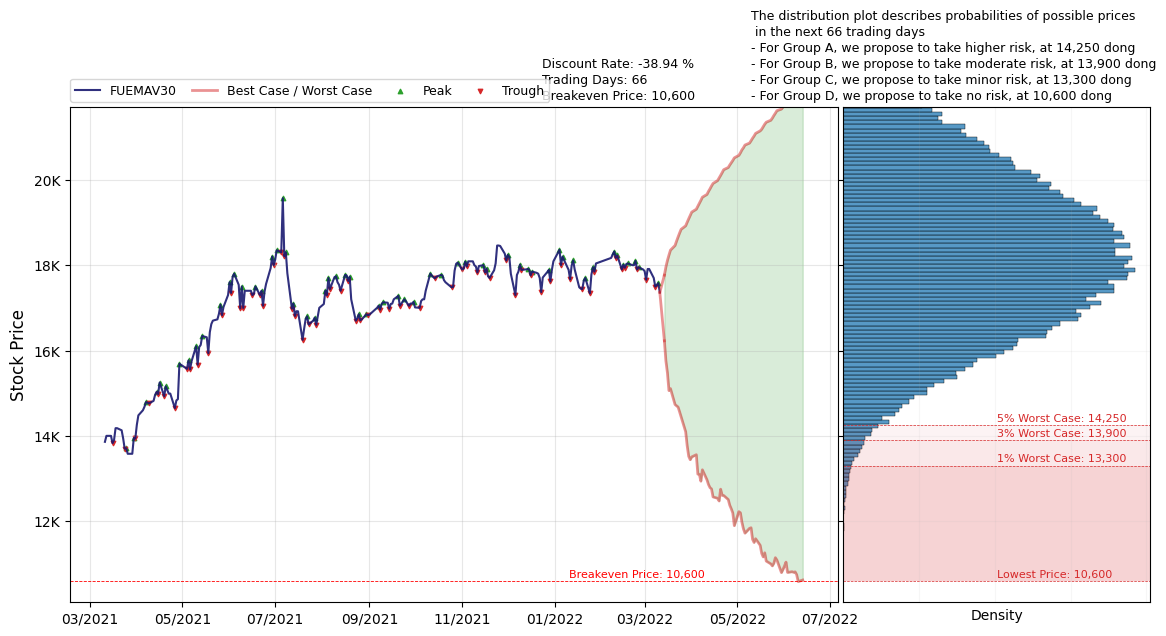 The distribution plot describes probabilities of possible prices
in the next 66 trading days
- For Group A, we propose to take higher risk, at 14,250 dong
- For Group B, we propose to take moderate risk, at 13,900 dong
- For Group C, we propose to take minor risk, at 13,300 dong
- For Group D, we propose to take no risk, at 10,600 dong
Discount Rate: -38.94 %
Trading Days: 66
Breakeven Price: 10,600
FUEMAV30
Best Case / Worst Case
Peak
Trough
Stock Price
20K
18K
16K
14K
12K
5% Worst Case: 14,250
3% Worst Case: 13,900
1% Worst Case: 13,300
Breakeven Price: 10,600
Lowest Price: 10,600
03/2021
05/2021
07/2021
09/2021
11/2021
01/2022
03/2022
05/2022
07/2022
Density